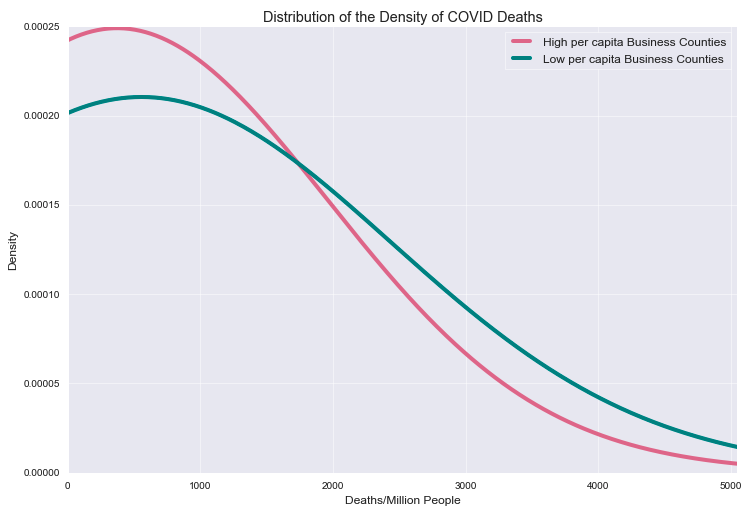 Distribution of the Density of COVID Deaths
High per capita Business Counties
Low per capita Business Counties
0.00025
0.00020
0.00015
0.00010
0.00005
0.00000
Density
0 1000 2000 3000 4000 5000
Deaths/Million People